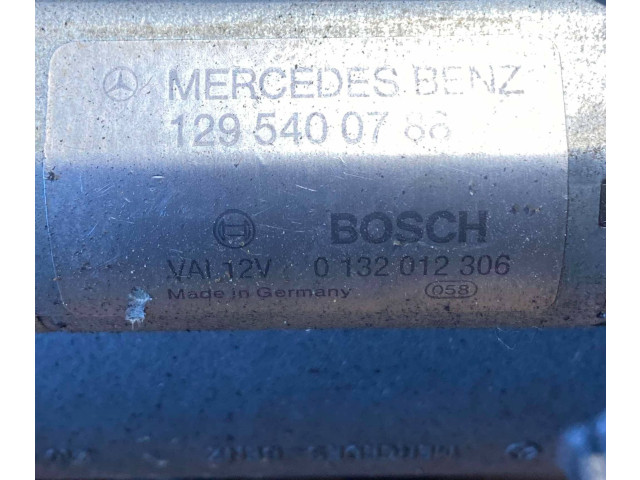 MERCEDES BENZ
129 540 07 88
BOSCH
VAI 12V 0 132 012 306
Made in Germany 058